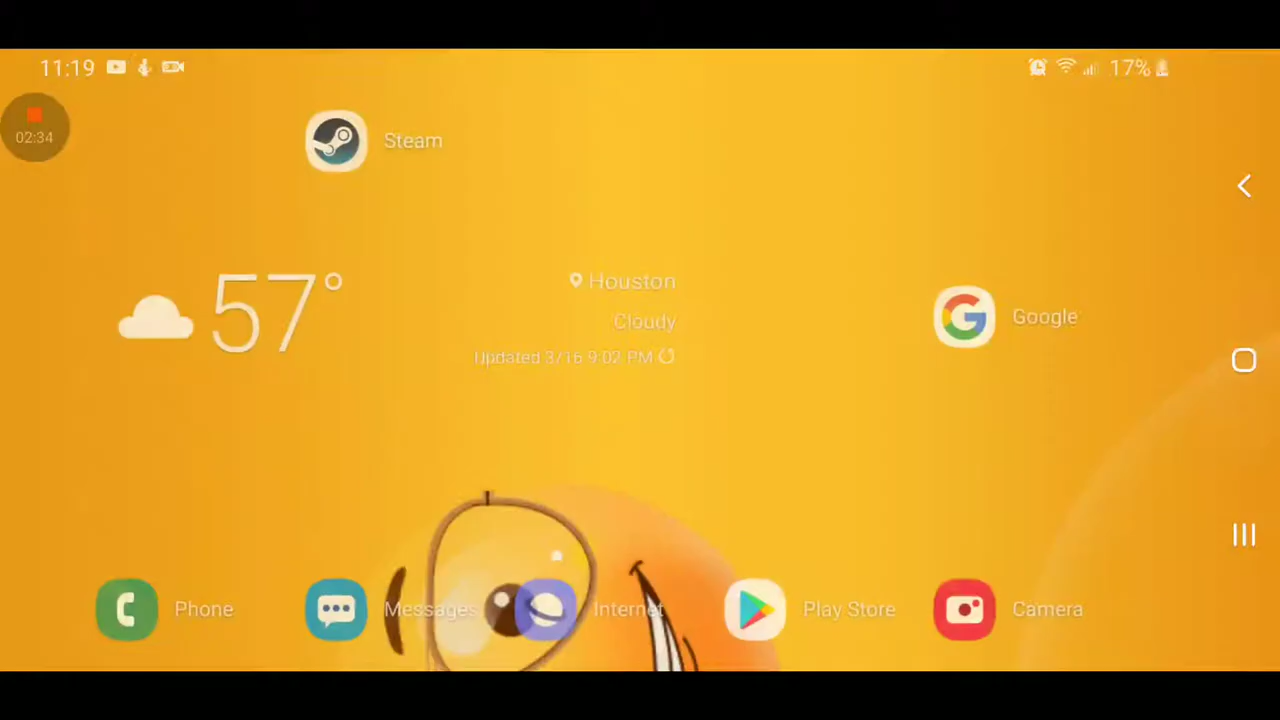 11:19
17%
02:34
Steam
57°
Houston
Cloudy
Updated 3/16 9:02 PM
Google
Phone
Messages
Internet
Play Store
Camera